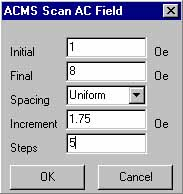 ACMS Scan AC Field
Initial 1 Oe
Final 8 Oe
Spacing Uniform
Increment 1.75 Oe
Steps 5
OK Cancel